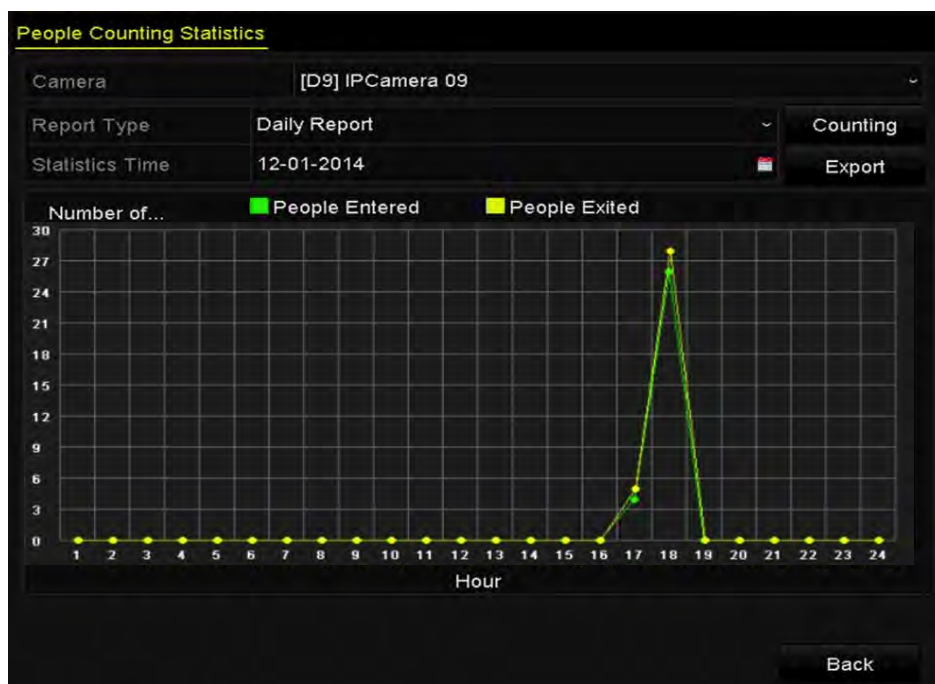 People Counting Statistics
Camera [D9] IPCamera 09
Report Type Daily Report Counting
Statistics Time 12-01-2014 Export
Number of... People Entered People Exited
30
27
24
21
18
15
12
9
6
3
0
1 2 3 4 5 6 7 8 9 10 11 12 13 14 15 16 17 18 19 20 21 22 23 24
Hour
Back